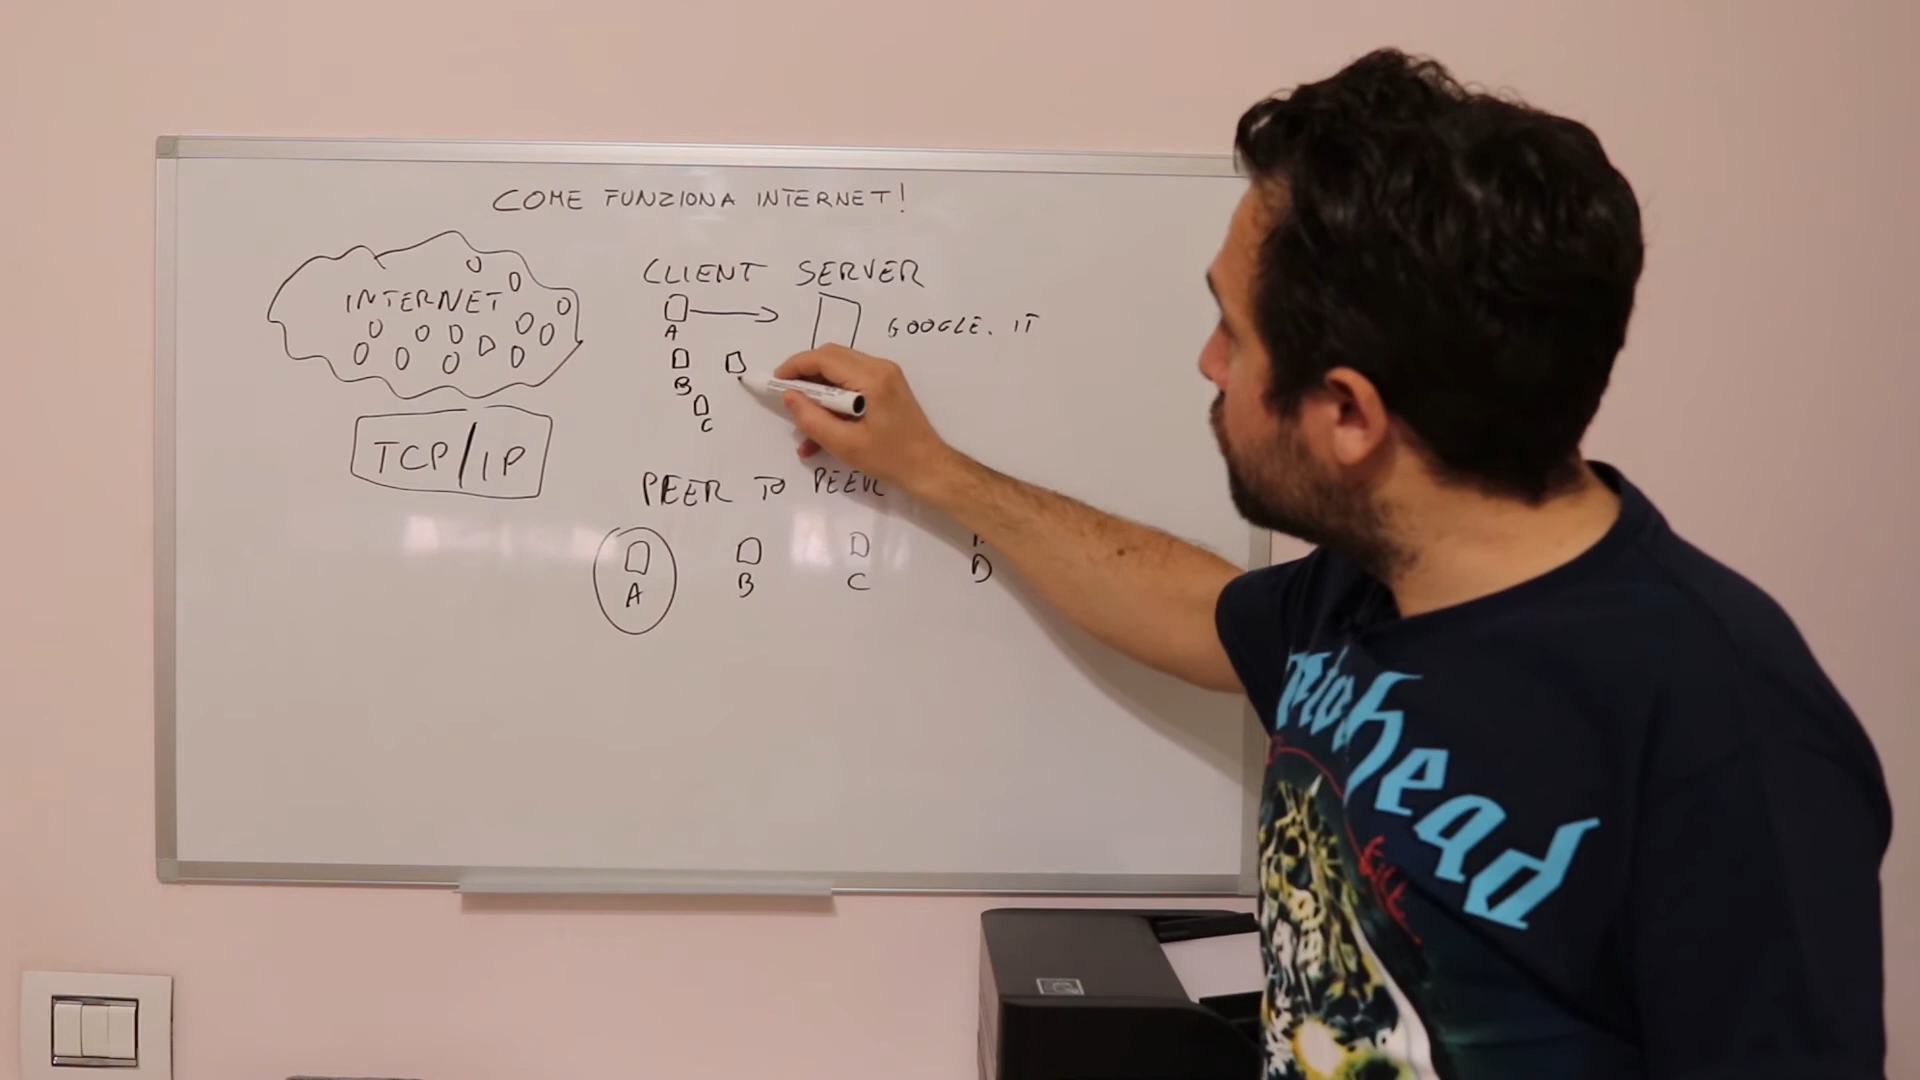 COME FUNZIONA INTERNET!
INTERNET
TCP/IP
CLIENT SERVER
A
GOOGLE.IT
B
C
PEER TO PEER
A
B
C
D